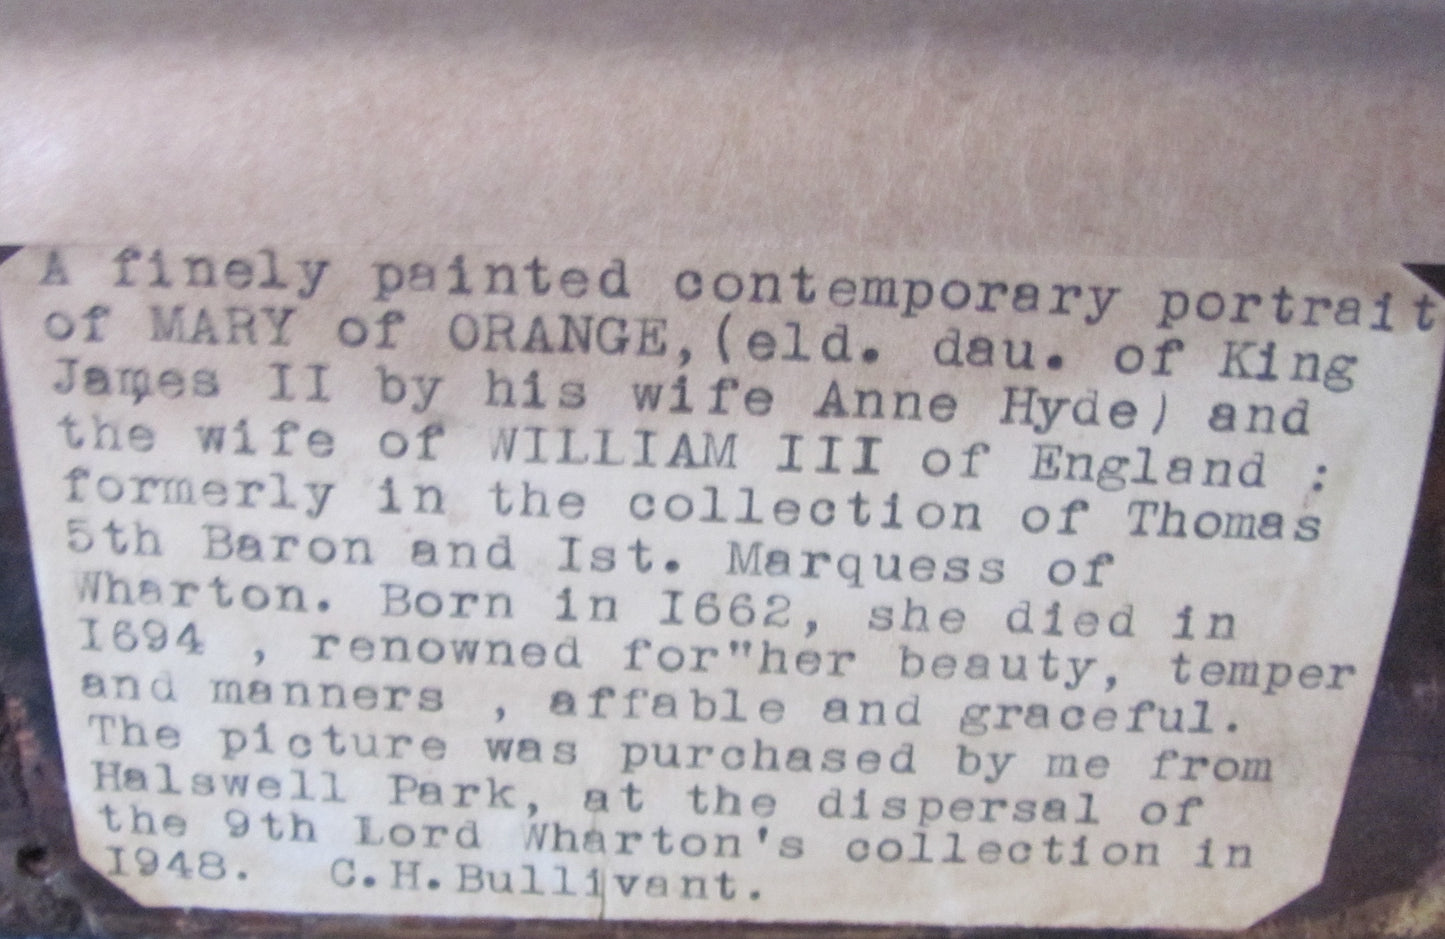 A finely painted contemporary portrait
of MARY of ORANGE,(eld. dau. of King
James II by his wife Anne Hyde) and
the wife of WILLIAM III of England :
formerly in the collection of Thomas
5th Baron and Ist. Marquess of
Wharton. Born in I662, she died in
I694 , renowned for"her beauty, temper
and manners , affable and graceful.
The picture was purchased by me from
Halswell Park, at the dispersal of
the 9th Lord Wharton's collection in
I948. C.H.Bullivant.